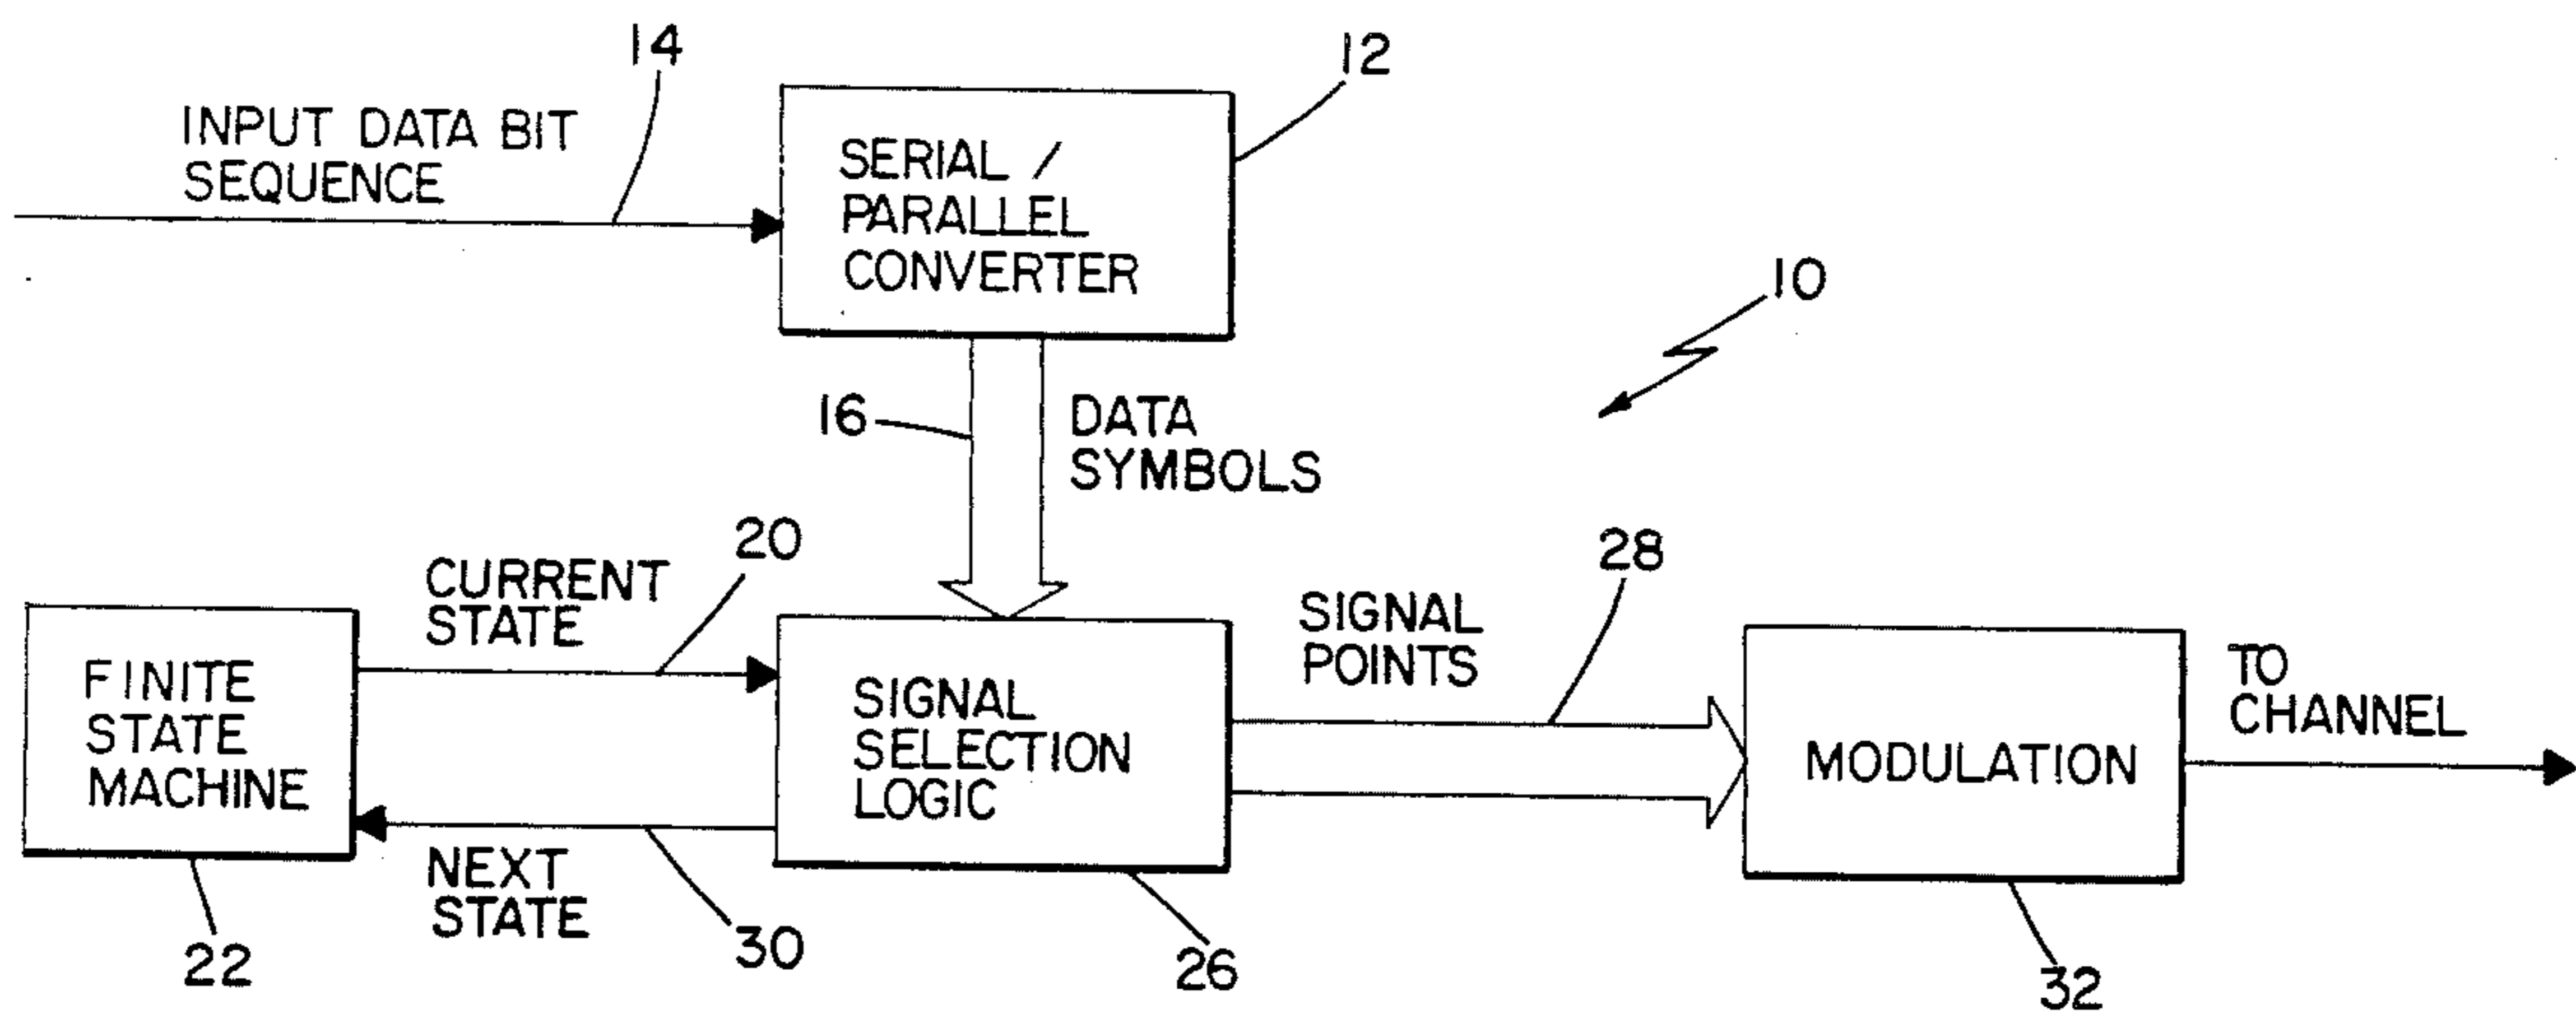 14
12
INPUT DATA BIT
SEQUENCE
SERIAL /
PARALLEL
CONVERTER
10
16
DATA
SYMBOLS
20
28
CURRENT
STATE
SIGNAL
POINTS
FINITE
STATE
MACHINE
SIGNAL
SELECTION
LOGIC
MODULATION
TO
CHANNEL
NEXT
STATE
22
30
26
32